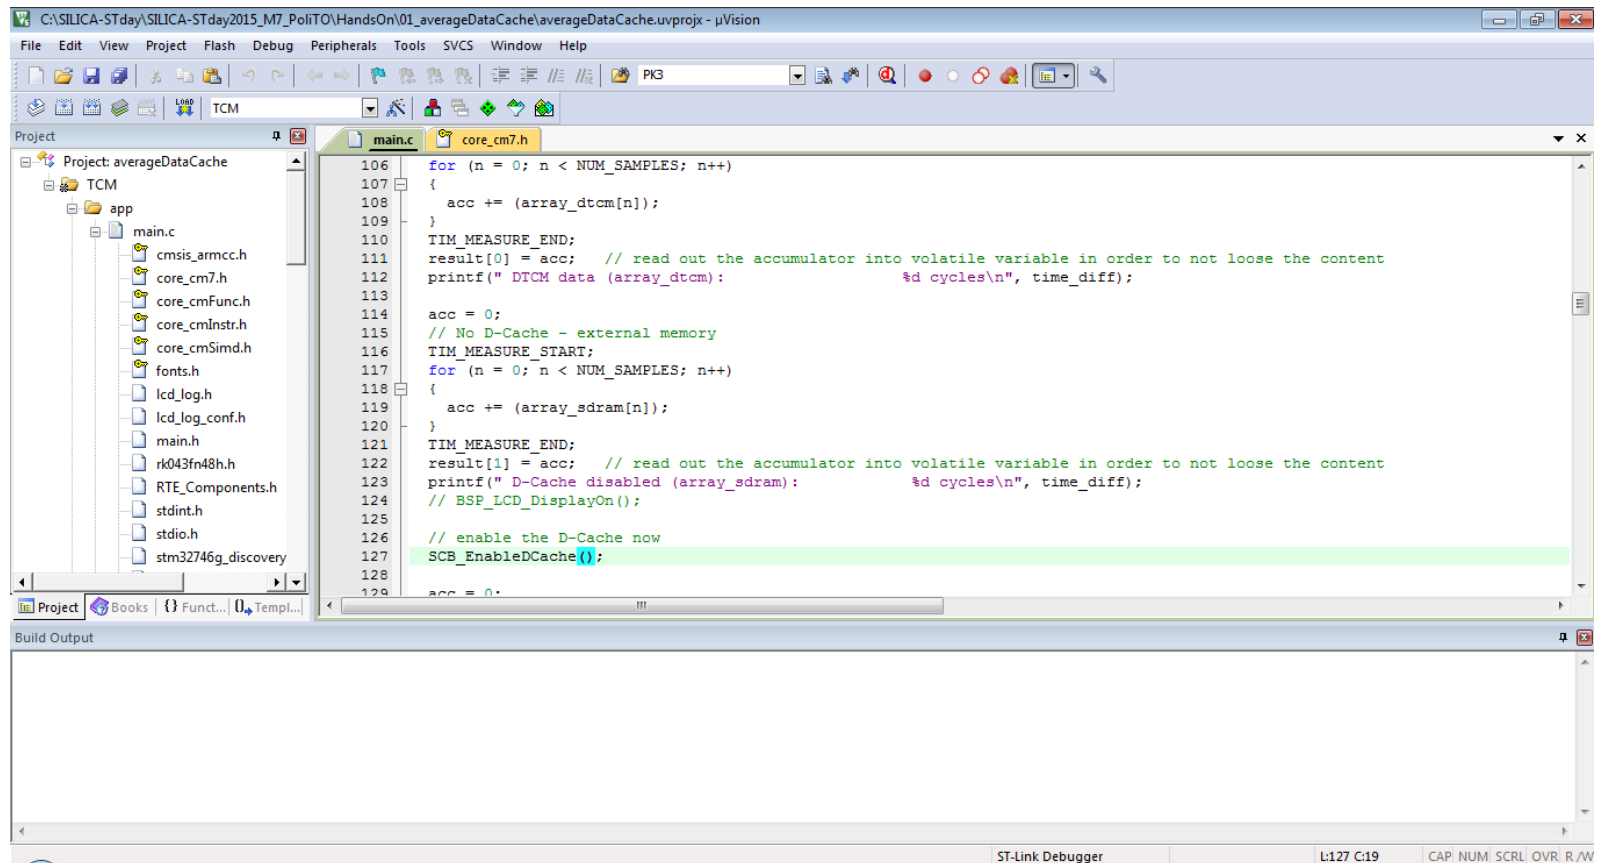 C:\SILICA-STday\SILICA-STday2015_M7_PoliTO\HandsOn\01_averageDataCache\averageDataCache.uvprojx - µVision
File Edit View Project Flash Debug Peripherals Tools SVCS Window Help
PK3
LOAD TCM
Project
main.c core_cm7.h
Project: averageDataCache
TCM
app
main.c
cmsis_armcc.h
core_cm7.h
core_cmFunc.h
core_cmInstr.h
core_cmSimd.h
fonts.h
lcd_log.h
lcd_log_conf.h
main.h
rk043fn48h.h
RTE_Components.h
stdint.h
stdio.h
stm32746g_discovery
106 for (n = 0; n < NUM_SAMPLES; n++)
107 {
108 acc += (array_dtcm[n]);
109 }
110 TIM_MEASURE_END;
111 result[0] = acc; // read out the accumulator into volatile variable in order to not loose the content
112 printf(" DTCM data (array_dtcm): %d cycles\n", time_diff);
113
114 acc = 0;
115 // No D-Cache - external memory
116 TIM_MEASURE_START;
117 for (n = 0; n < NUM_SAMPLES; n++)
118 {
119 acc += (array_sdram[n]);
120 }
121 TIM_MEASURE_END;
122 result[1] = acc; // read out the accumulator into volatile variable in order to not loose the content
123 printf(" D-Cache disabled (array_sdram): %d cycles\n", time_diff);
124 // BSP_LCD_DisplayOn();
125
126 // enable the D-Cache now
127 SCB_EnableDCache();
128
129 acc = 0;
Project Books {} Funct... 0 Templ...
Build Output
ST-Link Debugger L:127 C:19 CAP NUM SCRL OVR R/W